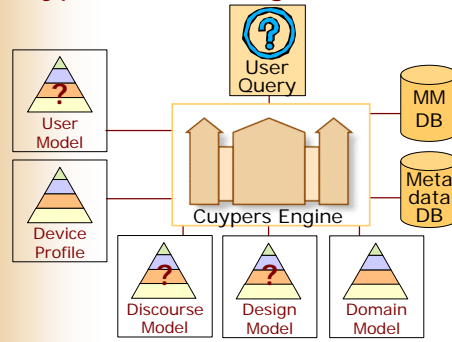 ?
User
Query
?
User
Model
MM
DB
Device
Profile
Meta
data
DB
Cuypers Engine
?
Discourse
Model
?
Design
Model
Domain
Model